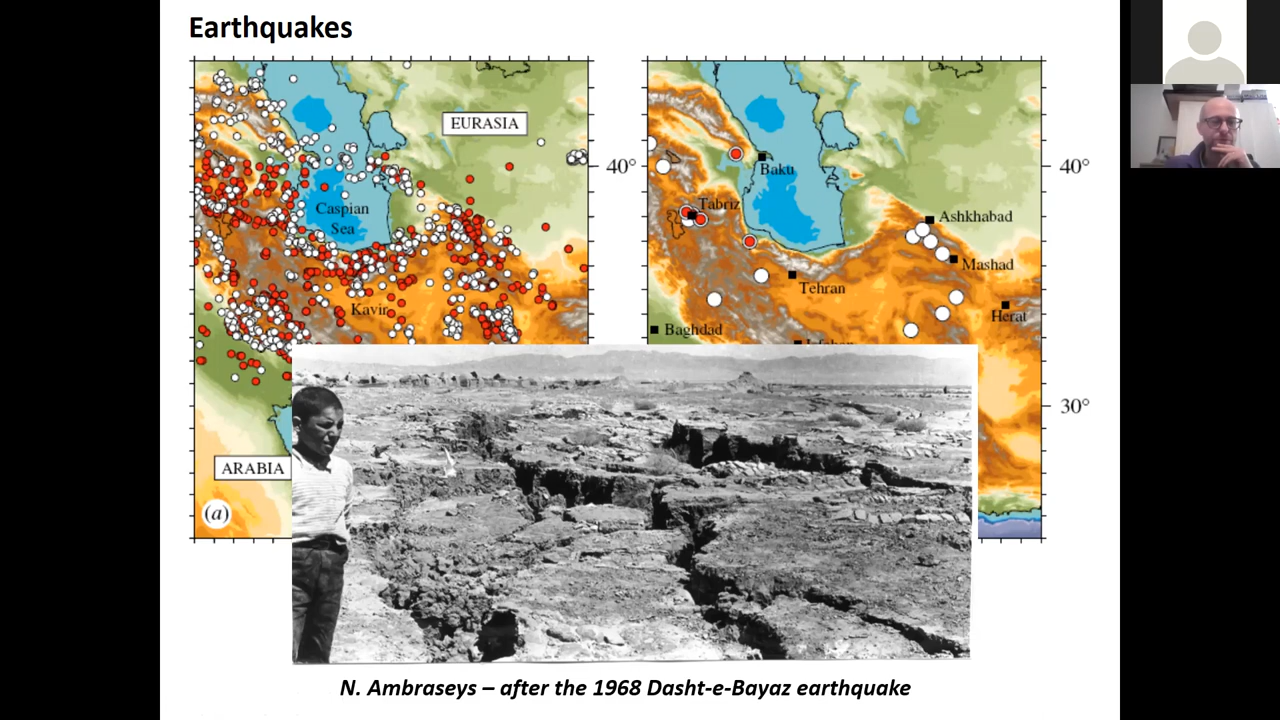 Earthquakes
EURASIA
Caspian
Sea
Kavir
ARABIA
(a)
40°
Baku
Tabriz
Ashkhabad
Mashad
Tehran
Herat
Baghdad
40°
30°
N. Ambraseys – after the 1968 Dasht-e-Bayaz earthquake